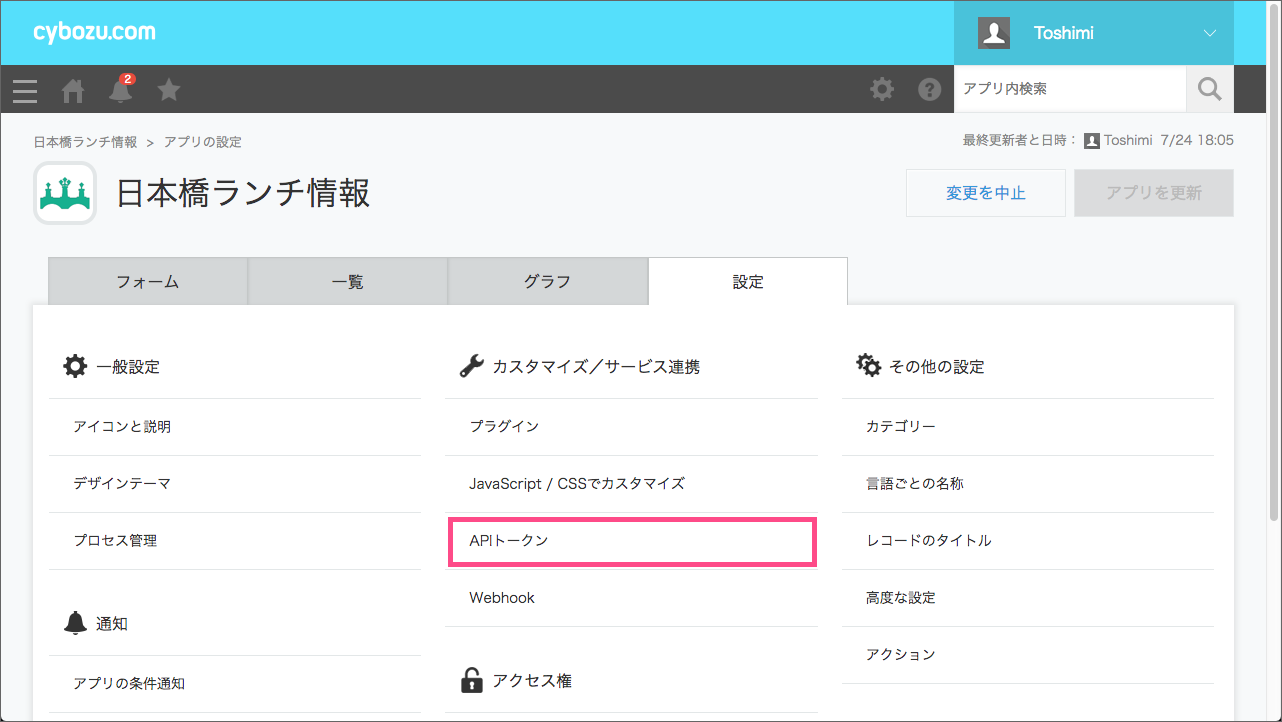 cybozu.com
Toshimi
2
アプリ内検索
日本橋ランチ情報 > アプリの設定
最終更新者と日時： Toshimi 7/24 18:05
日本橋ランチ情報
変更を中止
アプリを更新
フォーム
一覧
グラフ
設定
一般設定
アイコンと説明
デザインテーマ
プロセス管理
通知
アプリの条件通知
カスタマイズ／サービス連携
プラグイン
JavaScript / CSSでカスタマイズ
APIトークン
Webhook
アクセス権
その他の設定
カテゴリー
言語ごとの名称
レコードのタイトル
高度な設定
アクション